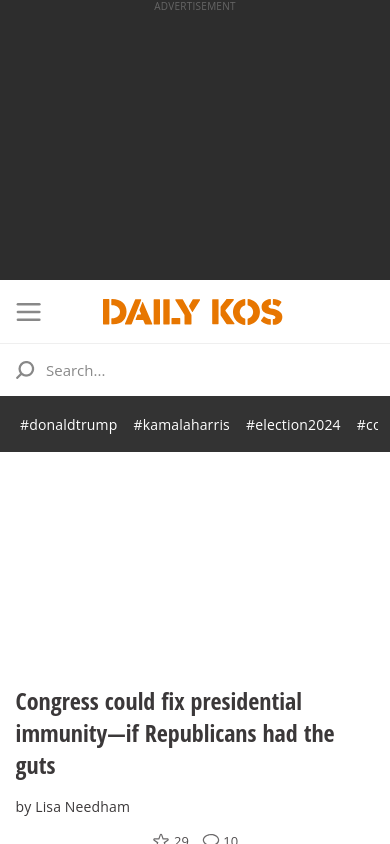 ADVERTISEMENT
DAILY KOS
Search...
#donaldtrump #kamalaharris #election2024
Congress could fix presidential
immunity—if Republicans had the
guts
by Lisa Needham
29 10